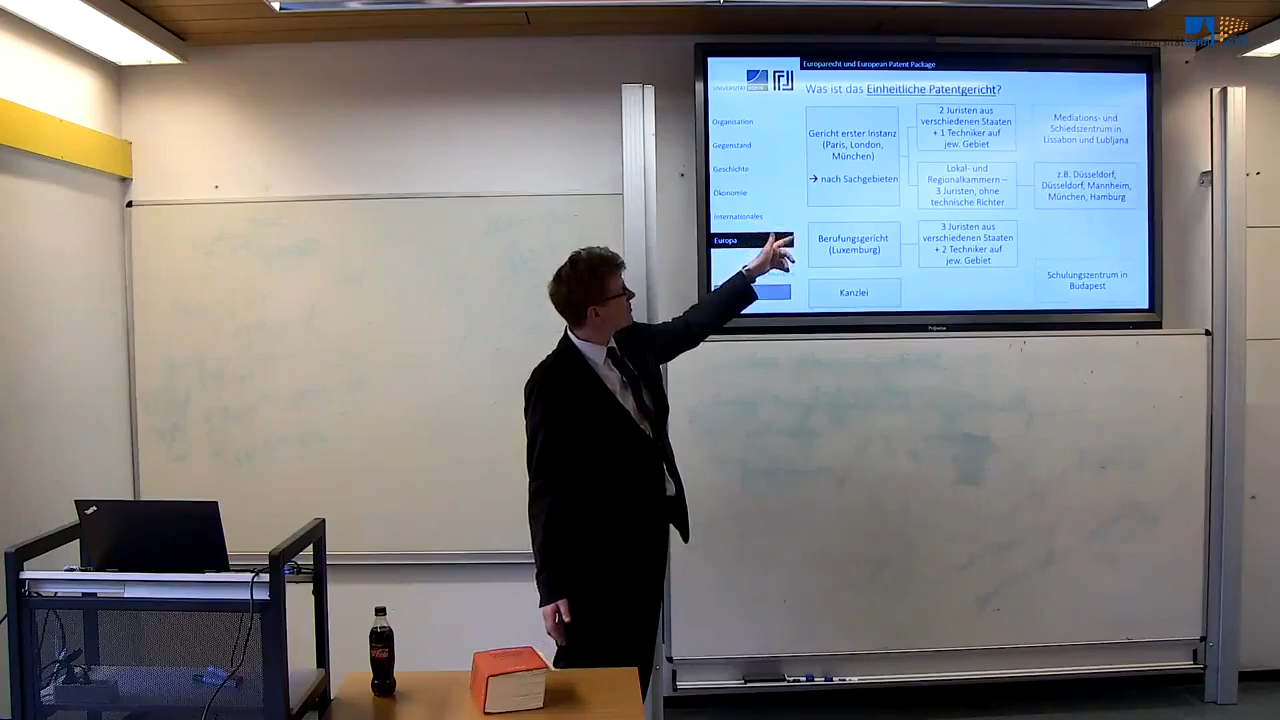 Europarecht und European Patent Package
UNIVERSITÄT BONN
Was ist das Einheitliche Patentgericht?
Organisation
Gegenstand
Geschichte
Ökonomie
Internationales
Europa
Gericht erster Instanz
(Paris, London,
München)
→ nach Sachgebieten
2 Juristen aus
verschiedenen Staaten
+ 1 Techniker auf
jew. Gebiet
Mediations- und
Schiedszentrum in
Lissabon und Lubljana
Lokal- und
Regionalkammern –
3 Juristen, ohne
technische Richter
z.B. Düsseldorf,
Düsseldorf, Mannheim,
München, Hamburg
Berufungsgericht
(Luxemburg)
3 Juristen aus
verschiedenen Staaten
+ 2 Techniker auf
jew. Gebiet
Kanzlei
Schulungszentrum in
Budapest